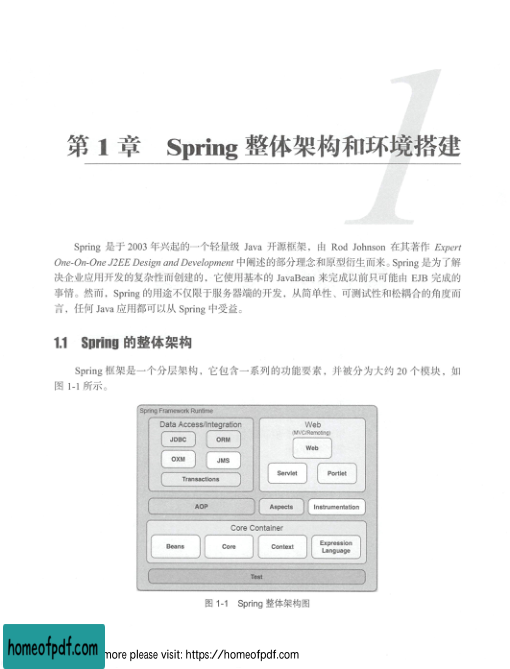 1
第 1 章 Spring 整体架构和环境搭建
Spring 是于 2003 年兴起的一个轻量级 Java 开源框架，由 Rod Johnson 在其著作 Expert
One-On-One J2EE Design and Development 中阐述的部分理念和原型衍生而来。Spring 是为了解
决企业应用开发的复杂性而创建的，它使用基本的 JavaBean 来完成以前只可能由 EJB 完成的
事情。然而，Spring 的用途不仅限于服务器端的开发，从简单性、可测试性和松耦合的角度而
言，任何 Java 应用都可以从 Spring 中受益。
1.1 Spring 的整体架构
Spring 框架是一个分层架构，它包含一系列的功能要素，并被分为大约 20 个模块，如
图 1-1 所示。
Spring Framework Runtime
Data Access/Integration
JDBC ORM
OXM JMS
Transactions
Web
(MVC/Remoting)
Web
Servlet Portlet
AOP Aspects Instrumentation
Core Container
Beans Core Context Expression
Language
Test
图 1-1 Spring 整体架构图
homeofpdf.com more please visit: https://homeofpdf.com